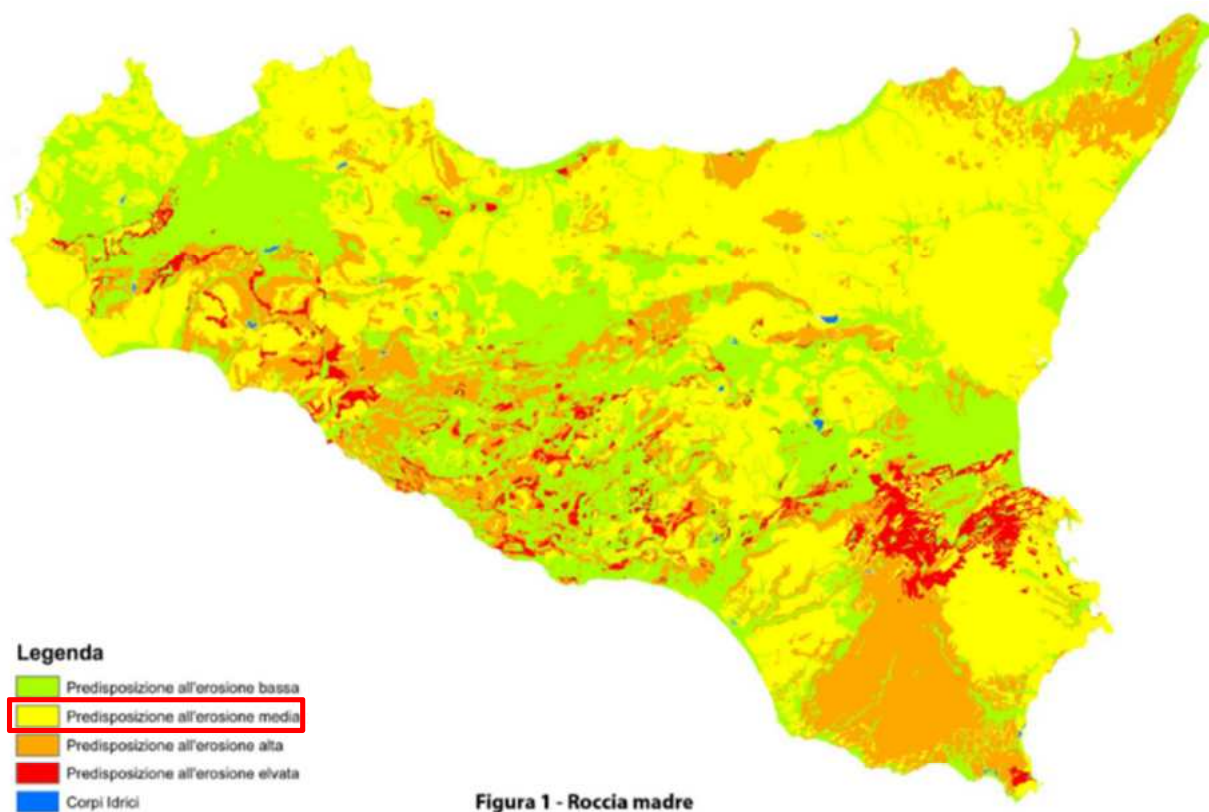 Legenda
Predisposizione all'erosione bassa
Predisposizione all'erosione media
Predisposizione all'erosione alta
Predisposizione all'erosione elvata
Corpi Idrici
Figura 1 - Roccia madre